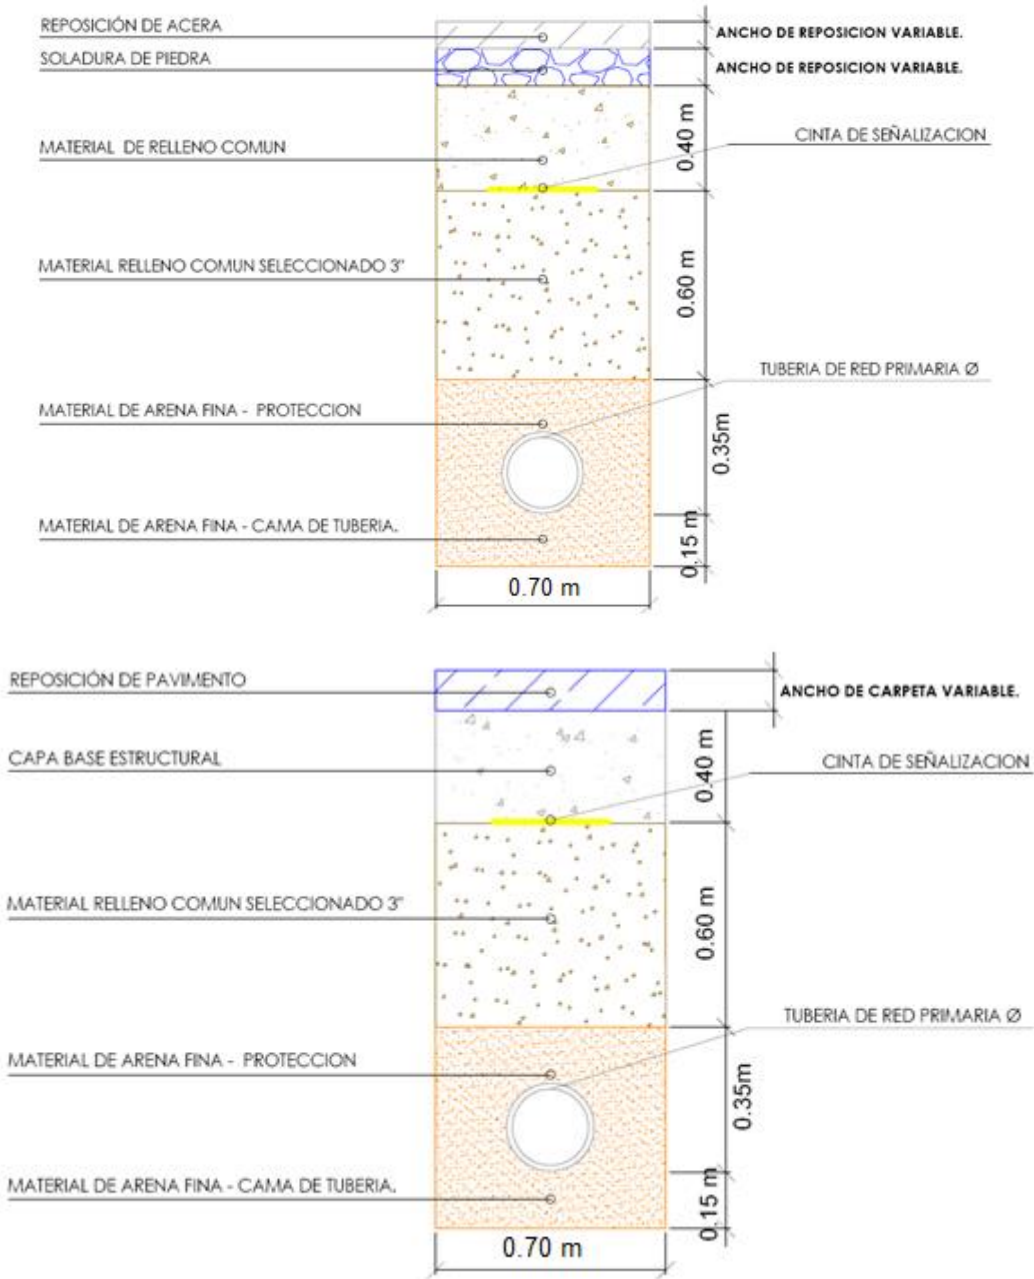 REPOSICIÓN DE ACERA
ANCHO DE REPOSICION VARIABLE.
SOLADURA DE PIEDRA
ANCHO DE REPOSICION VARIABLE.
0.40 m
CINTA DE SEÑALIZACION
MATERIAL DE RELLENO COMUN
MATERIAL RELLENO COMUN SELECCIONADO 3"
0.60 m
TUBERIA DE RED PRIMARIA Ø
MATERIAL DE ARENA FINA - PROTECCION
0.35m
MATERIAL DE ARENA FINA - CAMA DE TUBERIA.
0.15 m
0.70 m
REPOSICIÓN DE PAVIMENTO
ANCHO DE CARPETA VARIABLE.
CAPA BASE ESTRUCTURAL
0.40 m
CINTA DE SEÑALIZACION
MATERIAL RELLENO COMUN SELECCIONADO 3"
0.60 m
TUBERIA DE RED PRIMARIA Ø
MATERIAL DE ARENA FINA - PROTECCION
0.35m
MATERIAL DE ARENA FINA - CAMA DE TUBERIA.
0.15 m
0.70 m